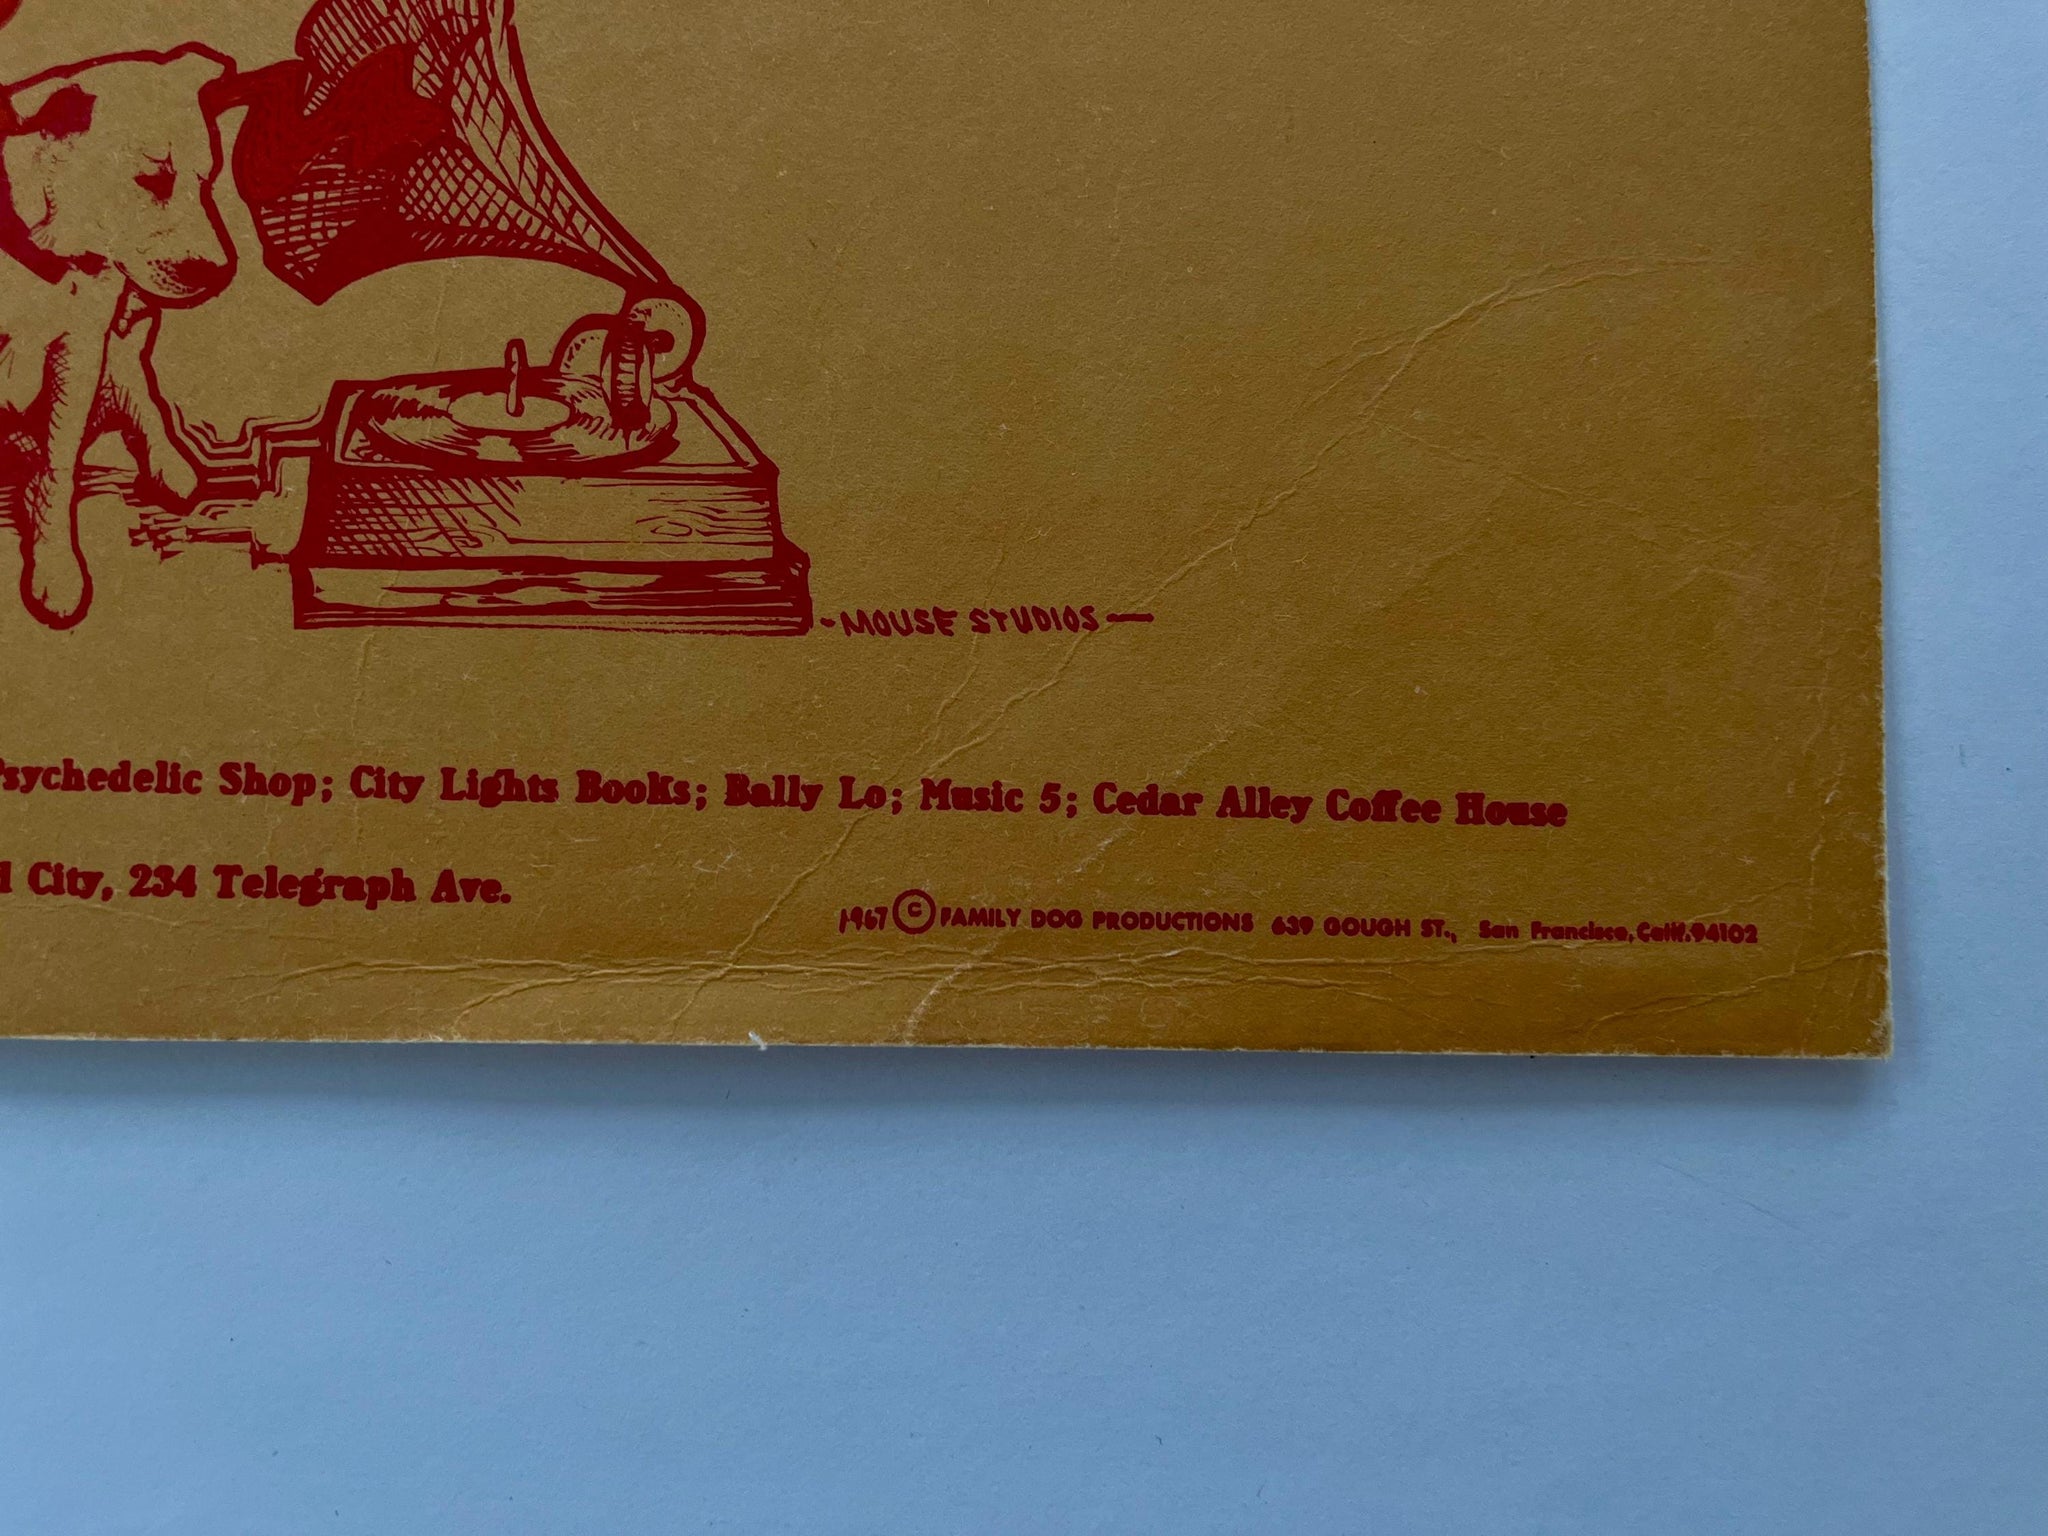 - MOUSE STUDIOS —
Psychedelic Shop; City Lights Books; Bally Lo; Music 5; Cedar Alley Coffee House
City, 234 Telegraph Ave.
1967 © FAMILY DOG PRODUCTIONS 639 GOUGH ST., San Francisco, Calif. 94102